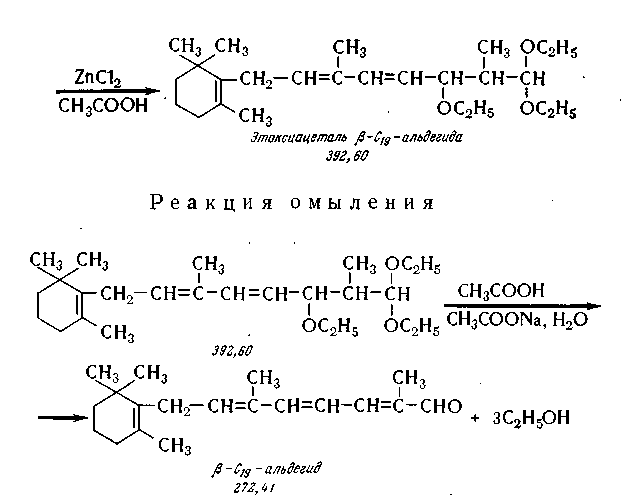 CH₃ CH₃ CH₃ CH₃ OC₂H₅
ZnCl₂
CH₂–CH=C–CH=CH–CH–CH–CH
CH₃COOH
CH₃ OC₂H₅ OC₂H₅
Этоксиацеталь β-C₁₉-альдегида
392,60
Реакция омыления
CH₃ CH₃ CH₃ CH₃ OC₂H₅
CH₂–CH=C–CH=CH–CH–CH–CH
CH₃COOH
CH₃COONa, H₂O
CH₃ OC₂H₅ OC₂H₅
392,60
CH₃ CH₃ CH₃ CH₃
CH₂–CH=C–CH=CH–CH=C–CHO + 3C₂H₅OH
CH₃
β-C₁₉-альдегид
272,41